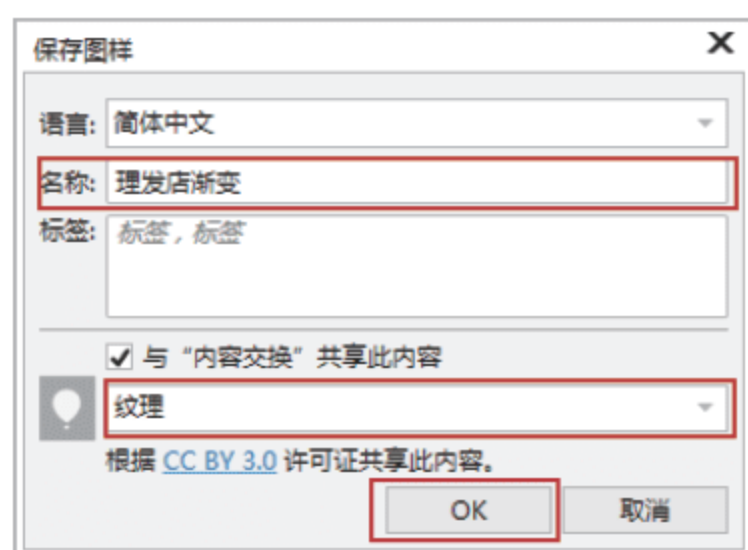 保存图样
语言: 简体中文
名称: 理发店渐变
标签: 标签，标签
与“内容交换”共享此内容
纹理
根据 CC BY 3.0 许可证共享此内容。
OK 取消